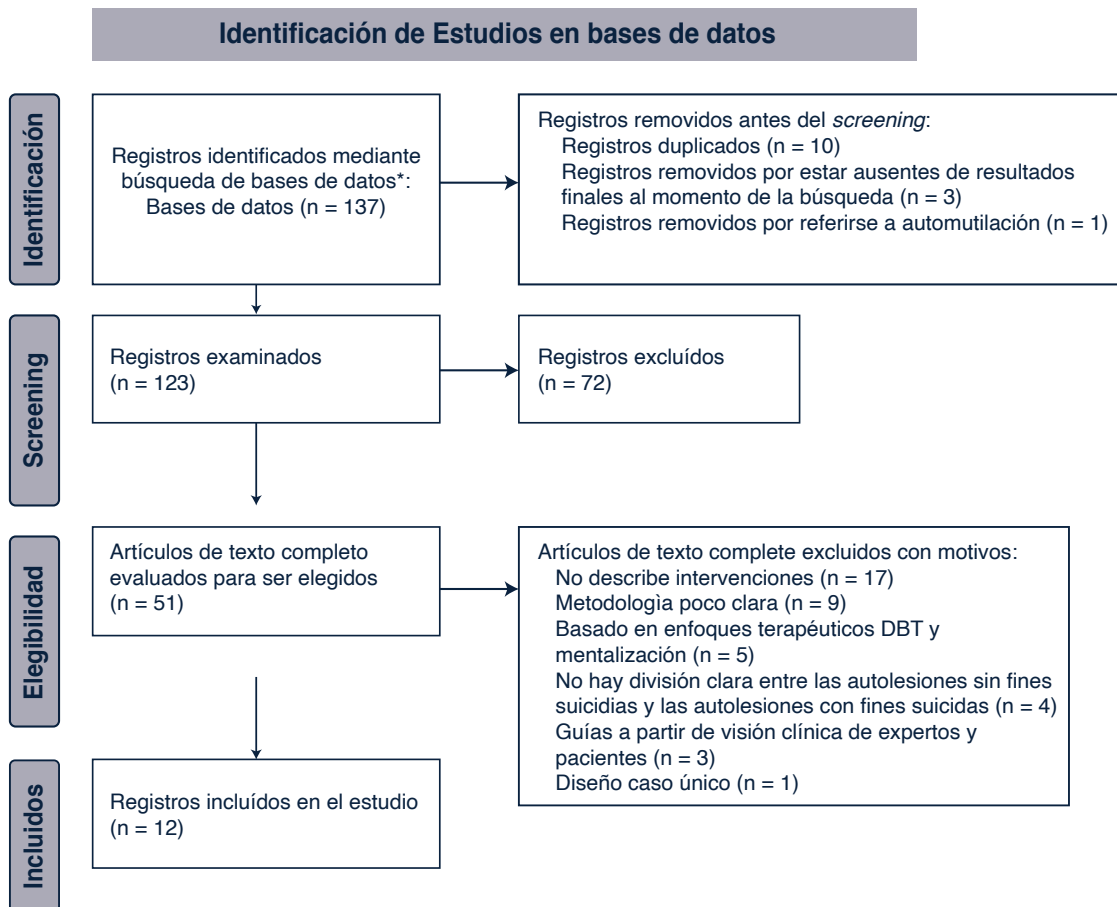 Identificación de Estudios en bases de datos
Identificación
Registros identificados mediante
búsqueda de bases de datos*:
Bases de datos (n = 137)
Registros removidos antes del screening:
Registros duplicados (n = 10)
Registros removidos por estar ausentes de resultados
finales al momento de la búsqueda (n = 3)
Registros removidos por referirse a automutilación (n = 1)
Screening
Registros examinados
(n = 123)
Registros excluídos
(n = 72)
Elegibilidad
Artículos de texto completo
evaluados para ser elegidos
(n = 51)
Artículos de texto complete excluidos con motivos:
No describe intervenciones (n = 17)
Metodologìa poco clara (n = 9)
Basado en enfoques terapéuticos DBT y
mentalización (n = 5)
No hay división clara entre las autolesiones sin fines
suicidias y las autolesiones con fines suicidas (n = 4)
Guías a partir de visión clínica de expertos y
pacientes (n = 3)
Diseño caso único (n = 1)
Incluidos
Registros incluídos en el estudio
(n = 12)